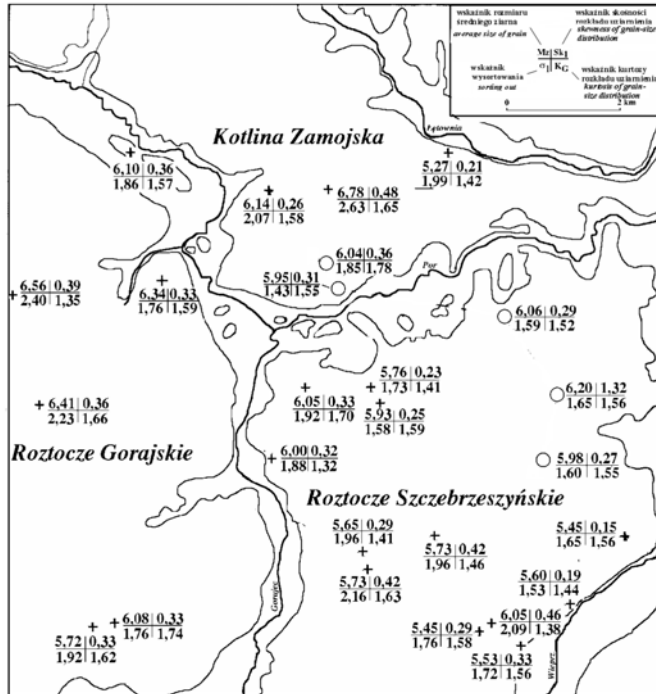 wskaźnik rozmiaru
średniego ziarna
average size of grain
wskaźnik skośności
rozkładu uziarnienia
skewness of grain-size
distribution
Mz Sk1
σ1 KG
wskaźnik
wysortowania
sorting out
wskaźnik kurtozy
rozkładu uziarnienia
kurtosis of grain-
size distribution
0 2 km
Łętownia
Kotlina Zamojska
6,10 0,36
1,86 1,57
5,27 0,21
1,99 1,42
6,14 0,26
2,07 1,58
6,78 0,48
2,63 1,65
6,04 0,36
1,85 1,78
Por
5,95 0,31
1,43 1,55
6,56 0,39
2,40 1,35
6,34 0,33
1,76 1,59
6,06 0,29
1,59 1,52
5,76 0,23
1,73 1,41
6,05 0,33
1,92 1,70
5,93 0,25
1,58 1,59
6,20 1,32
1,65 1,56
6,41 0,36
2,23 1,66
Roztocze Gorajskie
6,00 0,32
1,88 1,32
5,98 0,27
1,60 1,55
Roztocze Szczebrzeszyńskie
5,65 0,29
1,96 1,41
5,73 0,42
1,96 1,46
5,45 0,15
1,65 1,56
5,73 0,42
2,16 1,63
5,60 0,19
1,53 1,44
Gorajec
6,08 0,33
1,76 1,74
5,72 0,33
1,92 1,62
5,45 0,29
1,76 1,58
6,05 0,46
2,09 1,38
5,53 0,33
1,72 1,56
Wieprz